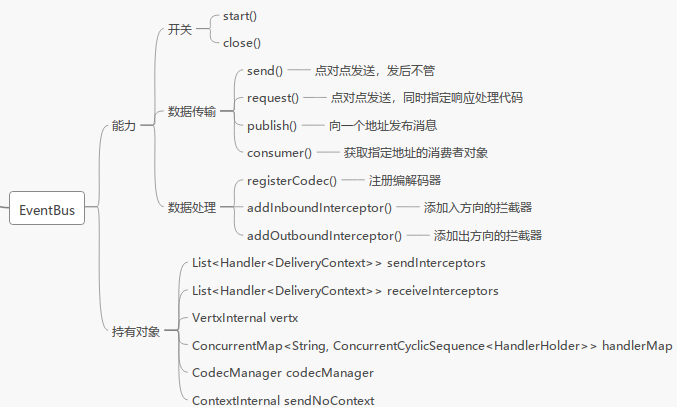 EventBus
能力
开关
start()
close()
数据传输
send() 点对点发送，发后不管
request() 点对点发送，同时指定响应处理代码
publish() 向一个地址发布消息
consumer() 获取指定地址的消费者对象
数据处理
registerCodec() 注册编解码器
addInboundInterceptor() 添加入方向的拦截器
addOutboundInterceptor() 添加出方向的拦截器
持有对象
List<Handler<DeliveryContext>> sendInterceptors
List<Handler<DeliveryContext>> receiveInterceptors
VertxInternal vertx
ConcurrentMap<String, ConcurrentCyclicSequence<HandlerHolder>> handlerMap
CodecManager codecManager
ContextInternal sendNoContext